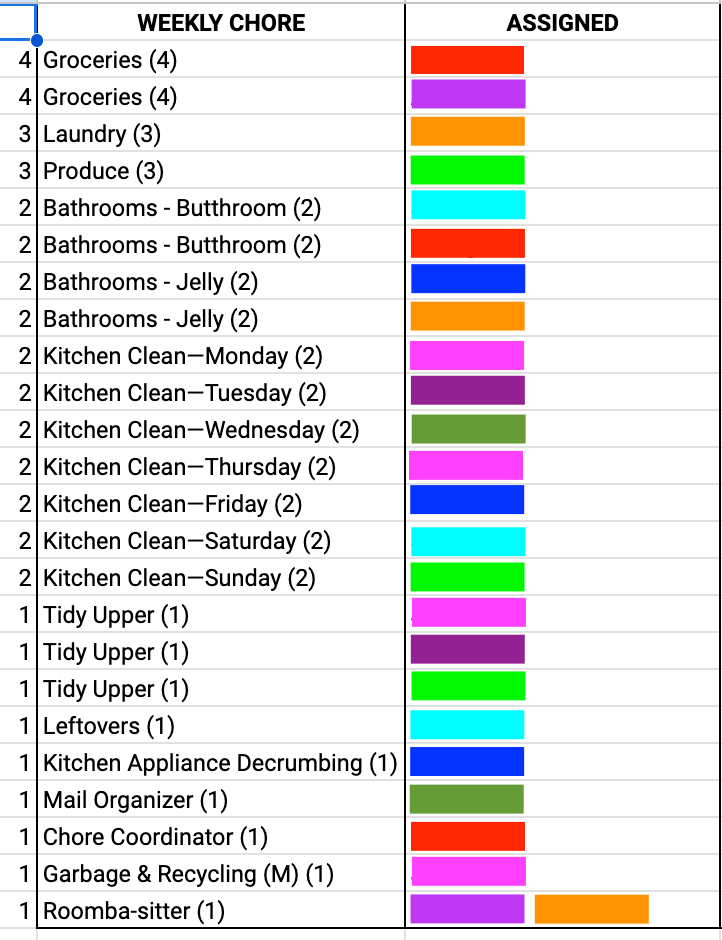 WEEKLY CHORE ASSIGNED
4 Groceries (4)
4 Groceries (4)
3 Laundry (3)
3 Produce (3)
2 Bathrooms - Butthroom (2)
2 Bathrooms - Butthroom (2)
2 Bathrooms - Jelly (2)
2 Bathrooms - Jelly (2)
2 Kitchen Clean—Monday (2)
2 Kitchen Clean—Tuesday (2)
2 Kitchen Clean—Wednesday (2)
2 Kitchen Clean—Thursday (2)
2 Kitchen Clean—Friday (2)
2 Kitchen Clean—Saturday (2)
2 Kitchen Clean—Sunday (2)
1 Tidy Upper (1)
1 Tidy Upper (1)
1 Tidy Upper (1)
1 Leftovers (1)
1 Kitchen Appliance Decrumbing (1)
1 Mail Organizer (1)
1 Chore Coordinator (1)
1 Garbage & Recycling (M) (1)
1 Roomba-sitter (1)